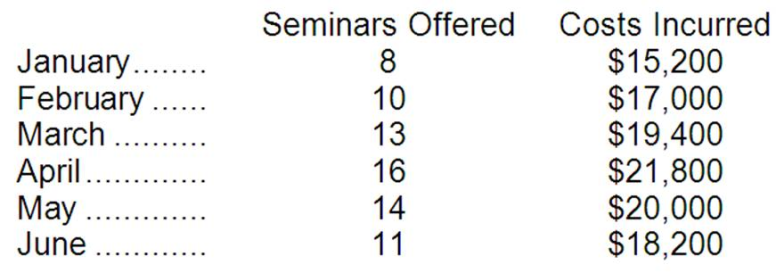 Seminars Offered Costs Incurred
January........ 8 $15,200
February ...... 10 $17,000
March .......... 13 $19,400
April............. 16 $21,800
May ............. 14 $20,000
June ............ 11 $18,200